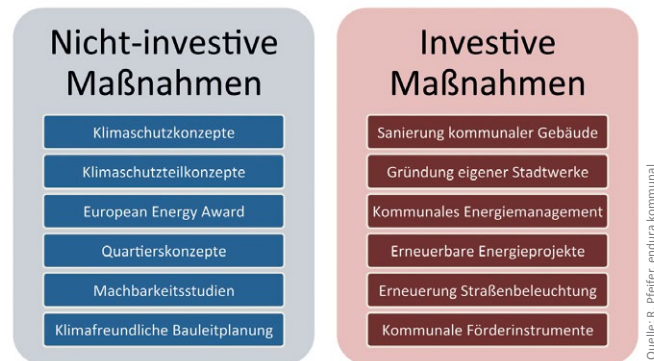 Nicht-investive
Maßnahmen
Klimaschutzkonzepte
Klimaschutzteilkonzepte
European Energy Award
Quartierskonzepte
Machbarkeitsstudien
Klimafreundliche Bauleitplanung
Investive
Maßnahmen
Sanierung kommunaler Gebäude
Gründung eigener Stadtwerke
Kommunales Energiemanagement
Erneuerbare Energieprojekte
Erneuerung Straßenbeleuchtung
Kommunale Förderinstrumente
Quelle: R. Pfeifer, endura kommunal